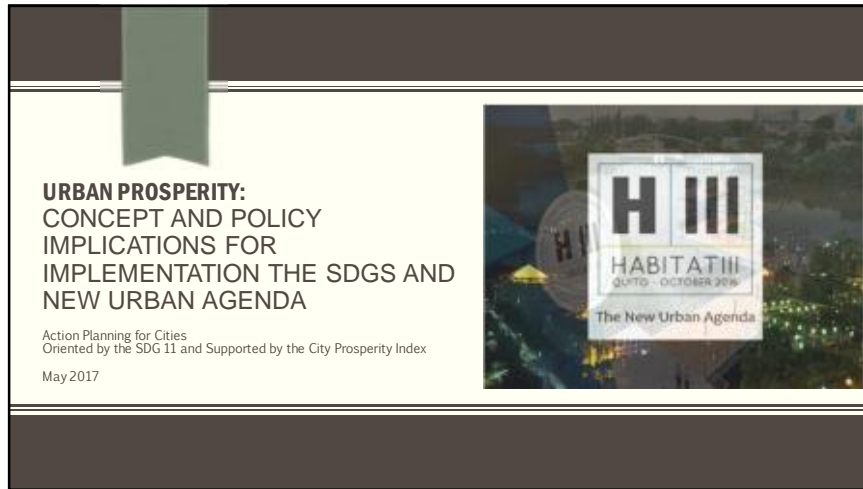 URBAN PROSPERITY:
CONCEPT AND POLICY
IMPLICATIONS FOR
IMPLEMENTATION THE SDGS AND
NEW URBAN AGENDA
Action Planning for Cities
Oriented by the SDG 11 and Supported by the City Prosperity Index
May 2017
H III
H III
HABITAT III
QUITO - OCTOBER 2016
The New Urban Agenda